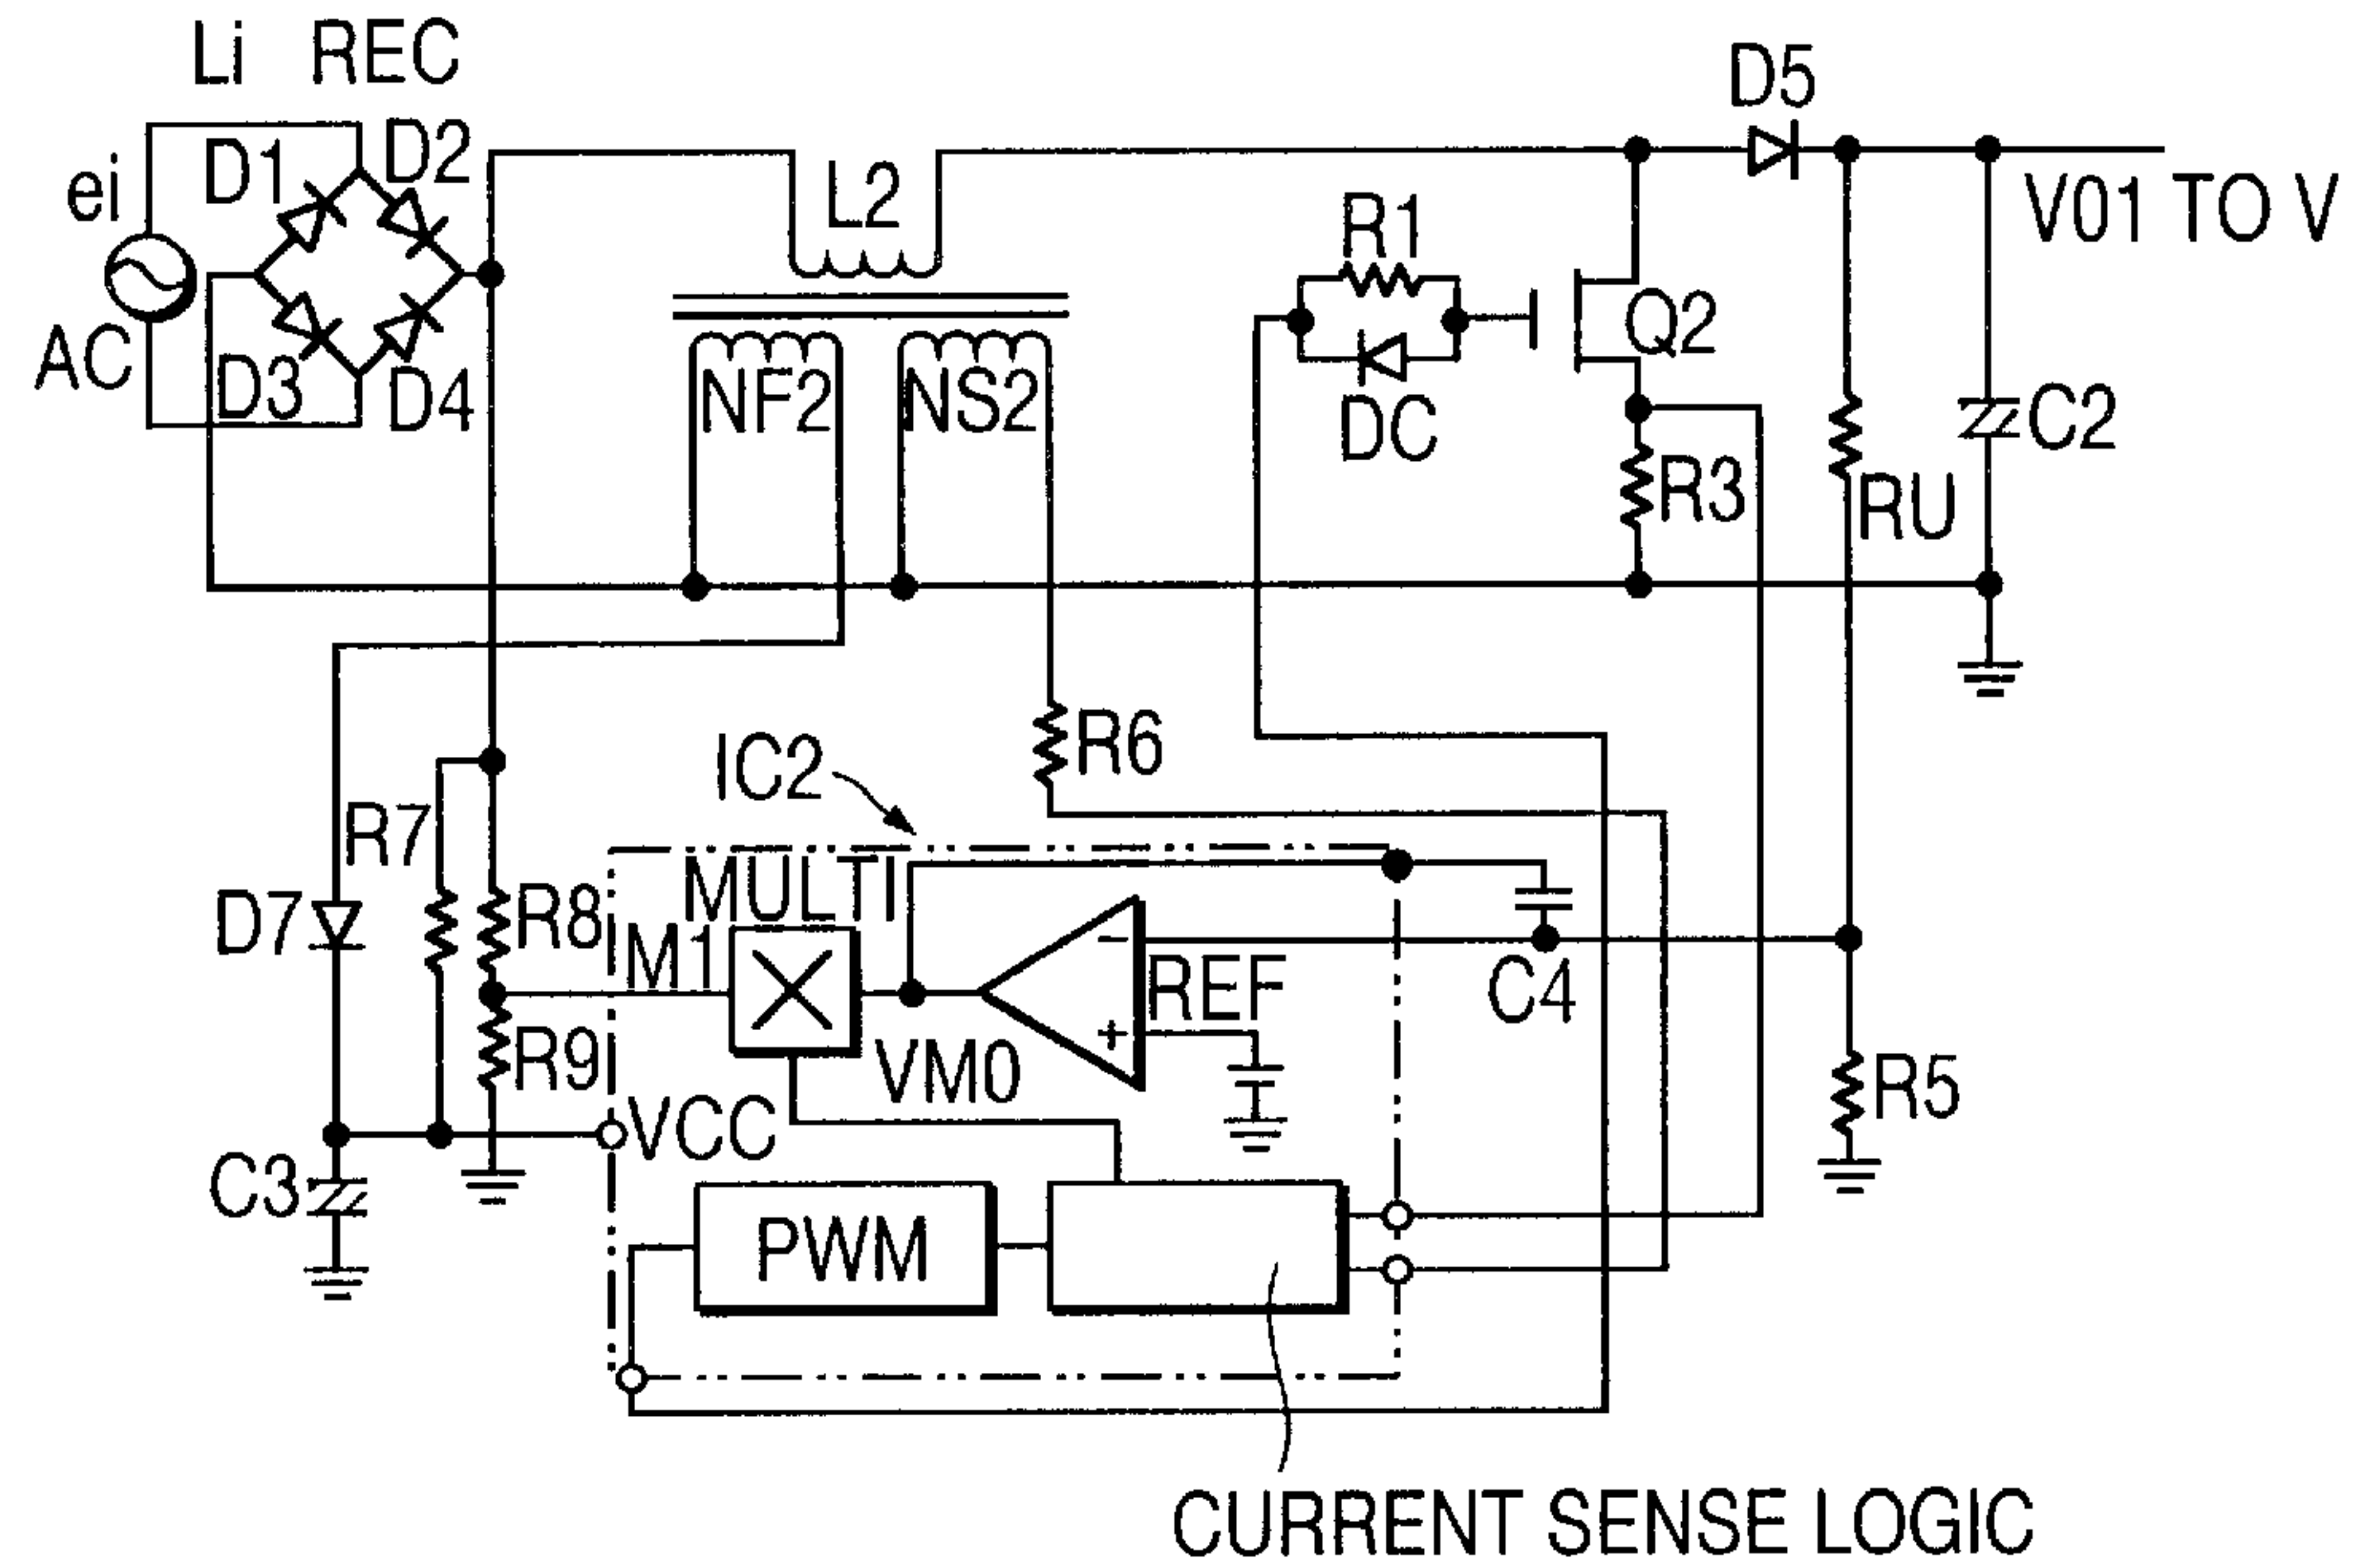 Li REC
D5
D1
D2
ei
L2
R1
V01 TO V
Q2
AC
D3
D4
NF2
NS2
DC
C2
R3
RU
IC2
R6
R7
MULTI
D7
R8
M1
REF
C4
R9
VM0
R5
VCC
C3
PWM
CURRENT SENSE LOGIC